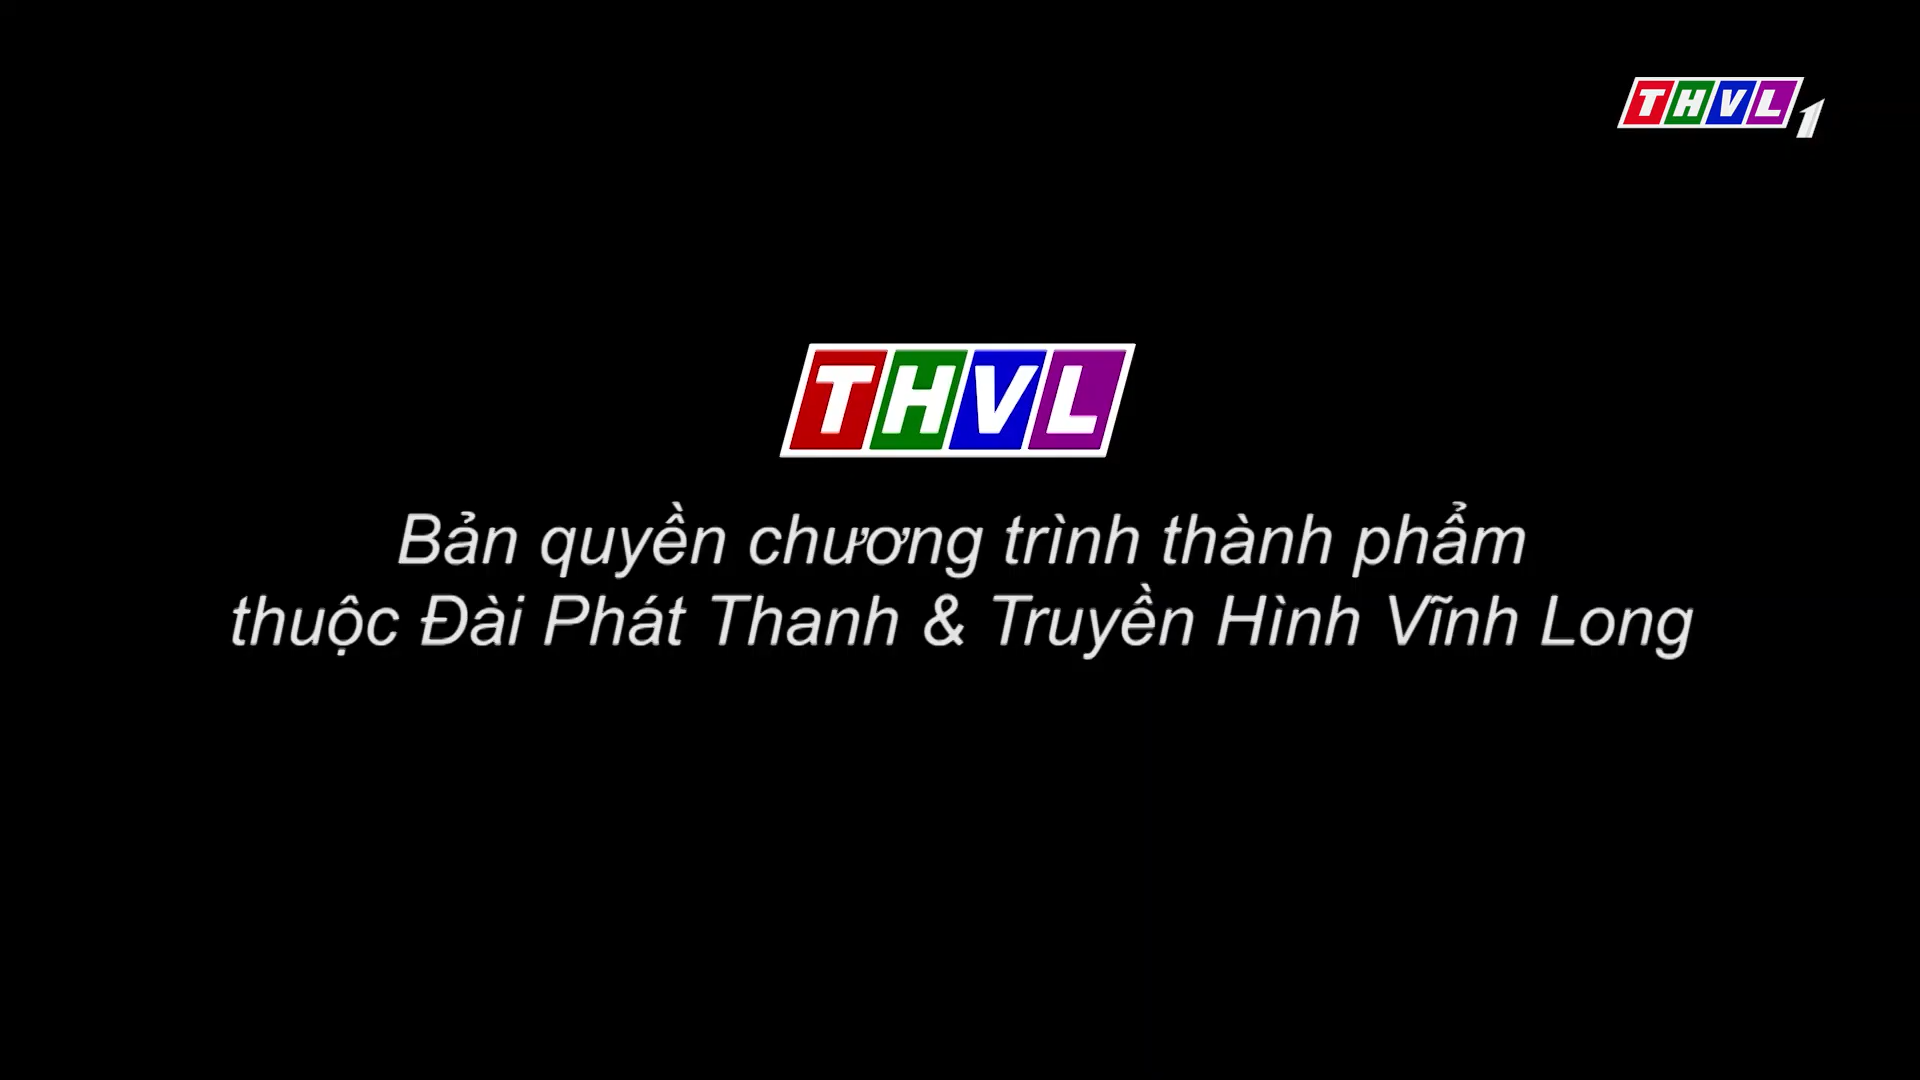 THVL1
THVL
Bản quyền chương trình thành phẩm
thuộc Đài Phát Thanh & Truyền Hình Vĩnh Long